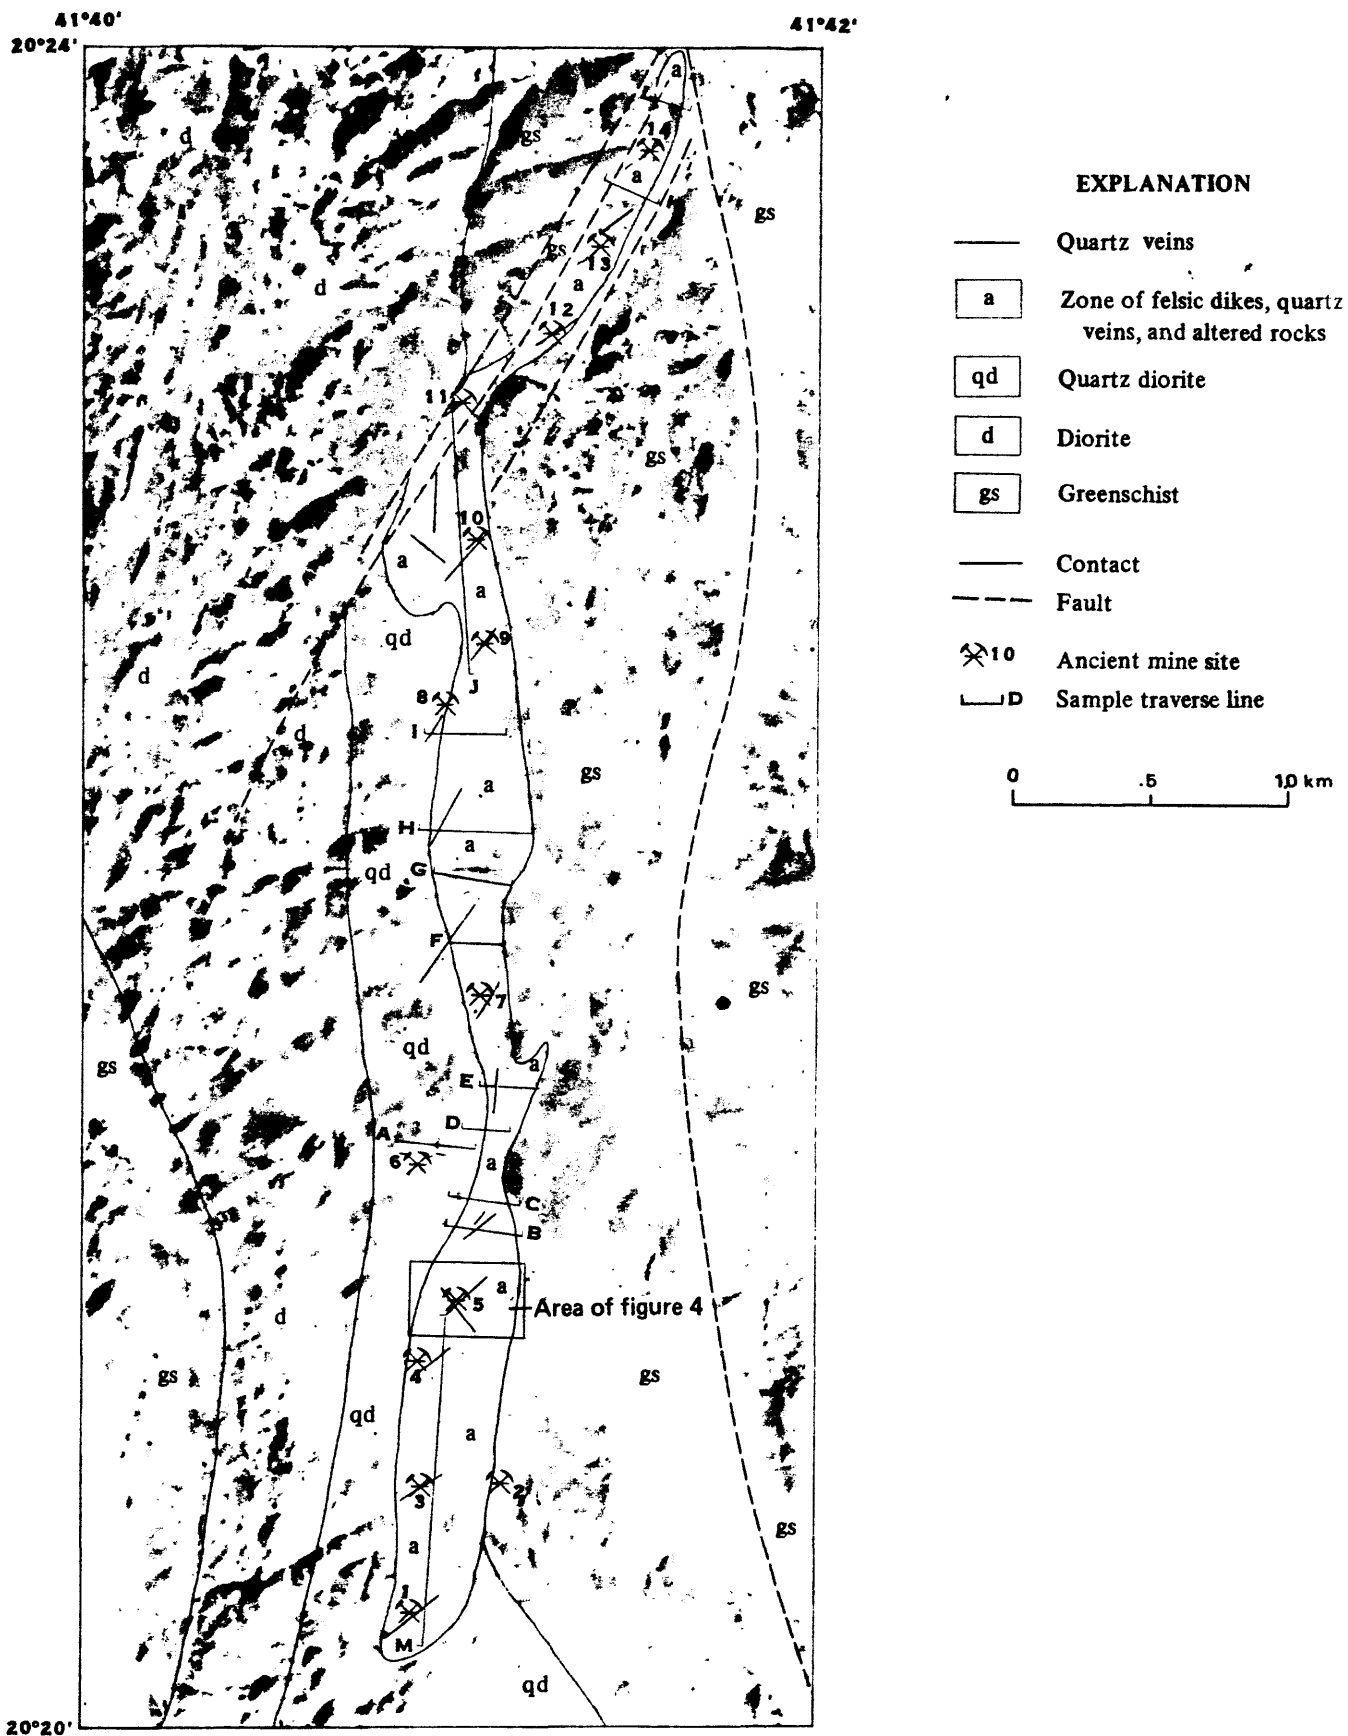 41°40'
41°42'
20°24'
a
d
gs
14
a
gs
gs
13
d
a
12
11
gs
10
a
a
qd
9
d
J
8
I
d
gs
a
H
a
G
qd
F
7
gs
qd
gs
a
E
D
A
6
a
C
B
a
5
Area of figure 4
d
4
gs
gs
qd
a
3
2
gs
a
1
M
qd
20°20'
EXPLANATION
Quartz veins
a Zone of felsic dikes, quartz
veins, and altered rocks
qd Quartz diorite
d Diorite
gs Greenschist
Contact
Fault
10 Ancient mine site
D Sample traverse line
0 .5 1,0 km